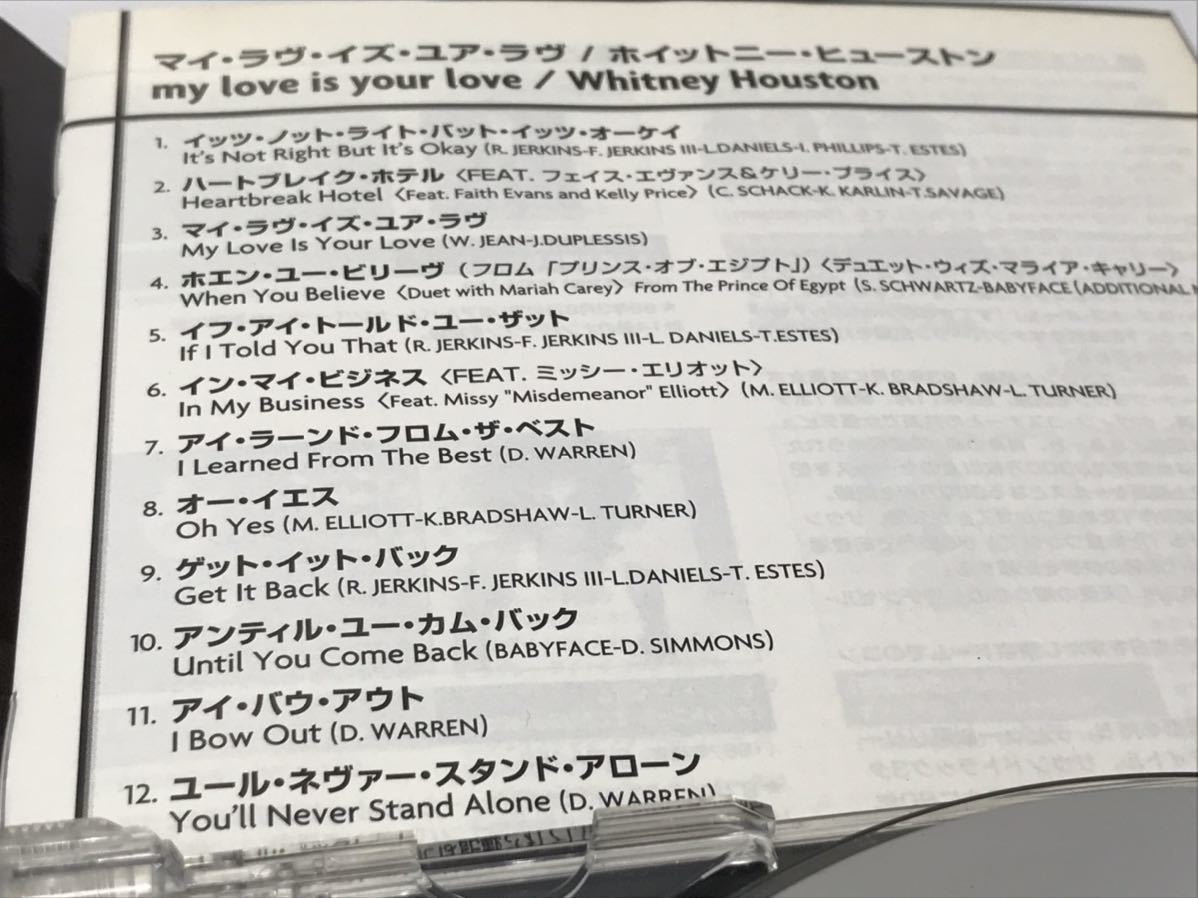 マイ・ラヴ・イズ・ユア・ラヴ / ホイットニー・ヒューストン
my love is your love / Whitney Houston
1. イッツ・ノット・ライト・バット・イッツ・オーケイ
It's Not Right But It's Okay (R. JERKINS-F. JERKINS III-L.DANIELS-I. PHILLIPS-T. ESTES)
2. ハートブレイク・ホテル〈FEAT. フェイス・エヴァンス&ケリー・プライス〉
Heartbreak Hotel〈Feat. Faith Evans and Kelly Price〉(C. SCHACK-K. KARLIN-T.SAVAGE)
3. マイ・ラヴ・イズ・ユア・ラヴ
My Love Is Your Love (W. JEAN-J.DUPLESSIS)
4. ホエン・ユー・ビリーヴ(フロム「プリンス・オブ・エジプト」)〈デュエット・ウィズ・マライア・キャリー〉
When You Believe〈Duet with Mariah Carey〉From The Prince Of Egypt (S. SCHWARTZ-BABYFACE (ADDITIONAL
5. イフ・アイ・トールド・ユー・ザット
If I Told You That (R. JERKINS-F. JERKINS III-L. DANIELS-T.ESTES)
6. イン・マイ・ビジネス〈FEAT. ミッシー・エリオット〉
In My Business〈Feat. Missy "Misdemeanor" Elliott〉(M. ELLIOTT-K. BRADSHAW-L. TURNER)
7. アイ・ラーンド・フロム・ザ・ベスト
I Learned From The Best (D. WARREN)
8. オー・イエス
Oh Yes (M. ELLIOTT-K.BRADSHAW-L. TURNER)
9. ゲット・イット・バック
Get It Back (R. JERKINS-F. JERKINS III-L.DANIELS-T. ESTES)
10. アンティル・ユー・カム・バック
Until You Come Back (BABYFACE-D. SIMMONS)
11. アイ・バウ・アウト
I Bow Out (D. WARREN)
12. ユール・ネヴァー・スタンド・アローン
You'll Never Stand Alone (D. WARREN)